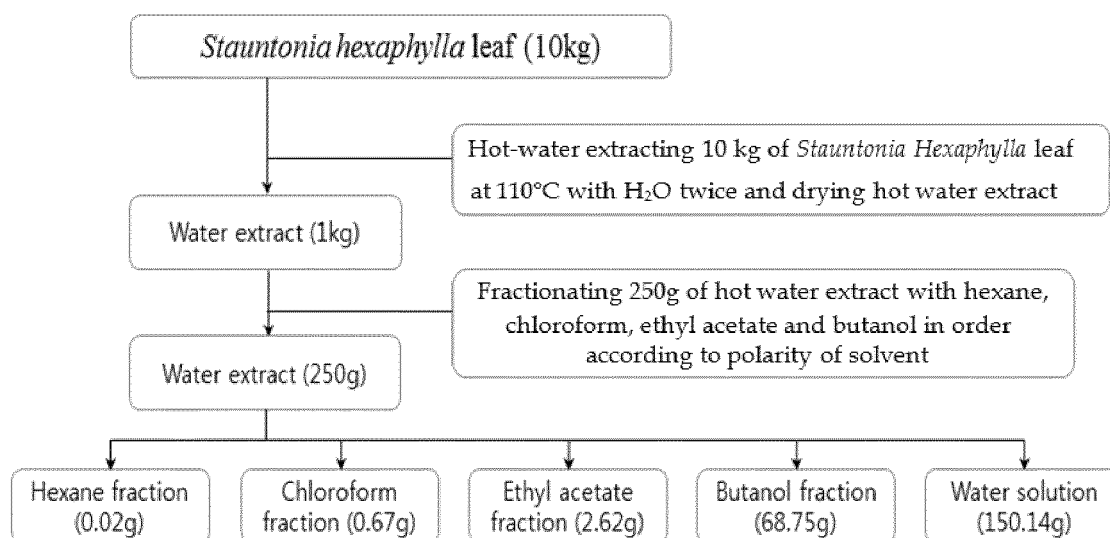 Stauntonia hexaphylla leaf (10kg)
Hot-water extracting 10 kg of Stauntonia Hexaphylla leaf
at 110°C with H₂O twice and drying hot water extract
Water extract (1kg)
Fractionating 250g of hot water extract with hexane,
chloroform, ethyl acetate and butanol in order
according to polarity of solvent
Water extract (250g)
Hexane fraction
(0.02g)
Chloroform
fraction (0.67g)
Ethyl acetate
fraction (2.62g)
Butanol fraction
(68.75g)
Water solution
(150.14g)